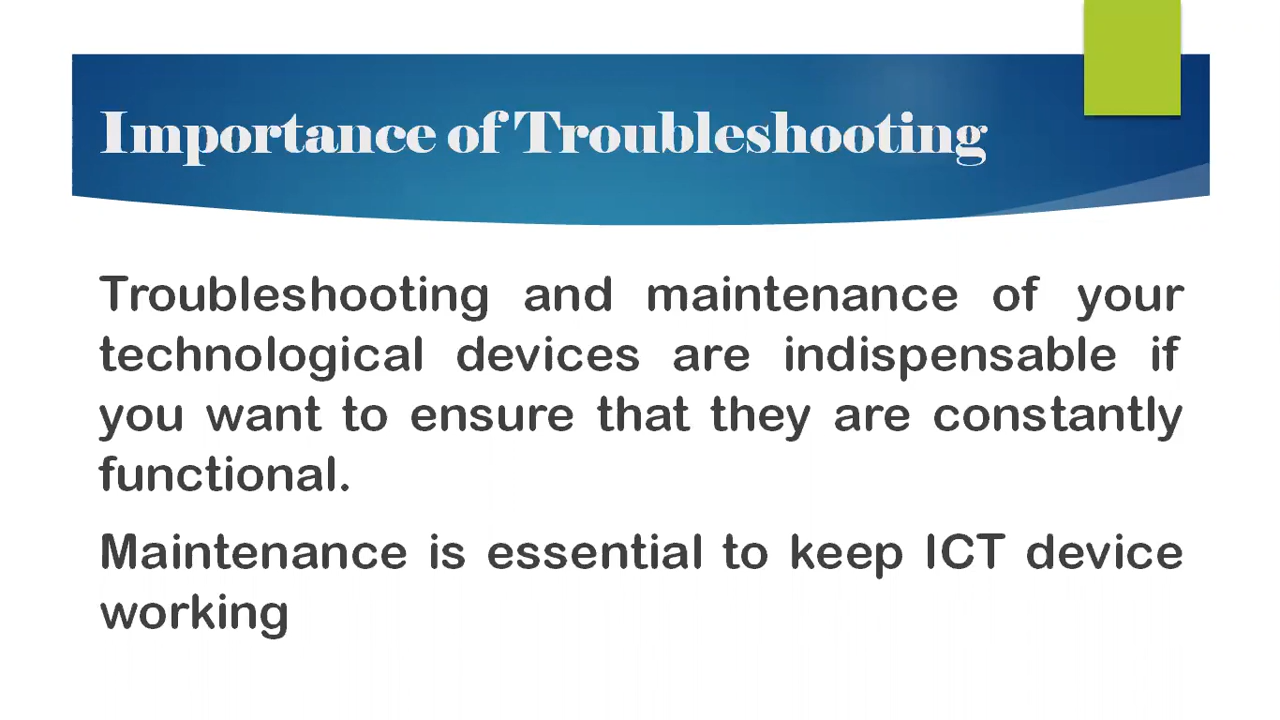 Importance of Troubleshooting
Troubleshooting and maintenance of your
technological devices are indispensable if
you want to ensure that they are constantly
functional.
Maintenance is essential to keep ICT device
working